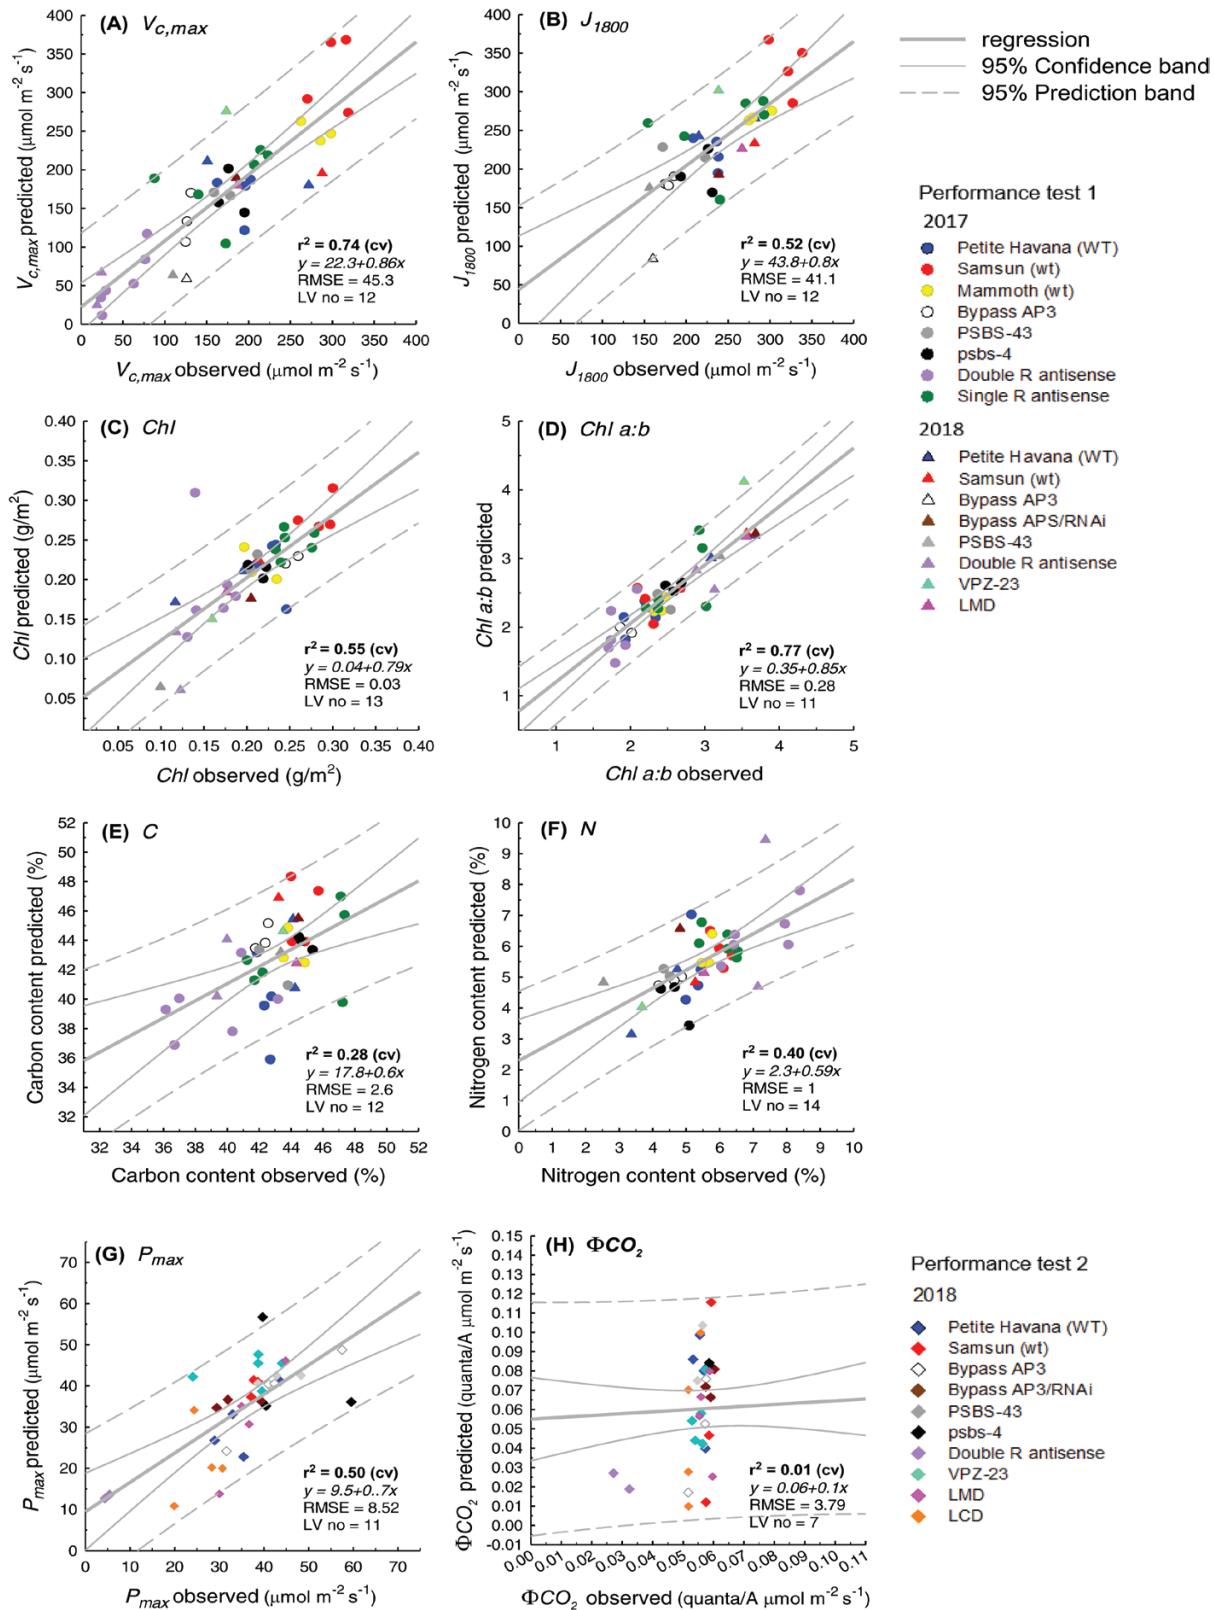 (A) Vc,max
Vc,max predicted (μmol m-2 s-1)
400
350
300
250
200
150
100
50
0
r2 = 0.74 (cv)
y = 22.3+0.86x
RMSE = 45.3
LV no = 12
0 50 100 150 200 250 300 350 400
Vc,max observed (μmol m-2 s-1)
(B) J1800
J1800 predicted (μmol m-2 s-1)
400
350
300
250
200
150
100
50
0
r2 = 0.52 (cv)
y = 43.8+0.8x
RMSE = 41.1
LV no = 12
0 50 100 150 200 250 300 350 400
J1800 observed (μmol m-2 s-1)
regression
95% Confidence band
95% Prediction band
Performance test 1
2017
Petite Havana (WT)
Samsun (wt)
Mammoth (wt)
Bypass AP3
PSBS-43
psbs-4
Double R antisense
Single R antisense
2018
Petite Havana (WT)
Samsun (wt)
Bypass AP3
Bypass APS/RNAi
PSBS-43
Double R antisense
VPZ-23
LMD
(C) Chl
Chl predicted (g/m2)
0.40
0.35
0.30
0.25
0.20
0.15
0.10
0.05
r2 = 0.55 (cv)
y = 0.04+0.79x
RMSE = 0.03
LV no = 13
0.05 0.10 0.15 0.20 0.25 0.30 0.35 0.40
Chl observed (g/m2)
(D) Chl a:b
Chl a:b predicted
5
4
3
2
1
r2 = 0.77 (cv)
y = 0.35+0.85x
RMSE = 0.28
LV no = 11
1 2 3 4 5
Chl a:b observed
(E) C
Carbon content predicted (%)
52
50
48
46
44
42
40
38
36
34
32
r2 = 0.28 (cv)
y = 17.8+0.6x
RMSE = 2.6
LV no = 12
32 34 36 38 40 42 44 46 48 50 52
Carbon content observed (%)
(F) N
Nitrogen content predicted (%)
10
9
8
7
6
5
4
3
2
1
0
r2 = 0.40 (cv)
y = 2.3+0.59x
RMSE = 1
LV no = 14
0 1 2 3 4 5 6 7 8 9 10
Nitrogen content observed (%)
(G) Pmax
Pmax predicted (μmol m-2 s-1)
70
60
50
40
30
20
10
0
r2 = 0.50 (cv)
y = 9.5+0..7x
RMSE = 8.52
LV no = 11
0 10 20 30 40 50 60 70
Pmax observed (μmol m-2 s-1)
(H) ΦCO2
ΦCO2 predicted (quanta/A μmol m-2 s-1)
0.15
0.14
0.13
0.12
0.11
0.10
0.09
0.08
0.07
0.06
0.05
0.04
0.03
0.02
0.01
0.00
-0.01
r2 = 0.01 (cv)
y = 0.06+0.1x
RMSE = 3.79
LV no = 7
0.00 0.01 0.02 0.03 0.04 0.05 0.06 0.07 0.08 0.09 0.10 0.11
ΦCO2 observed (quanta/A μmol m-2 s-1)
Performance test 2
2018
Petite Havana (WT)
Samsun (wt)
Bypass AP3
Bypass AP3/RNAi
PSBS-43
psbs-4
Double R antisense
VPZ-23
LMD
LCD